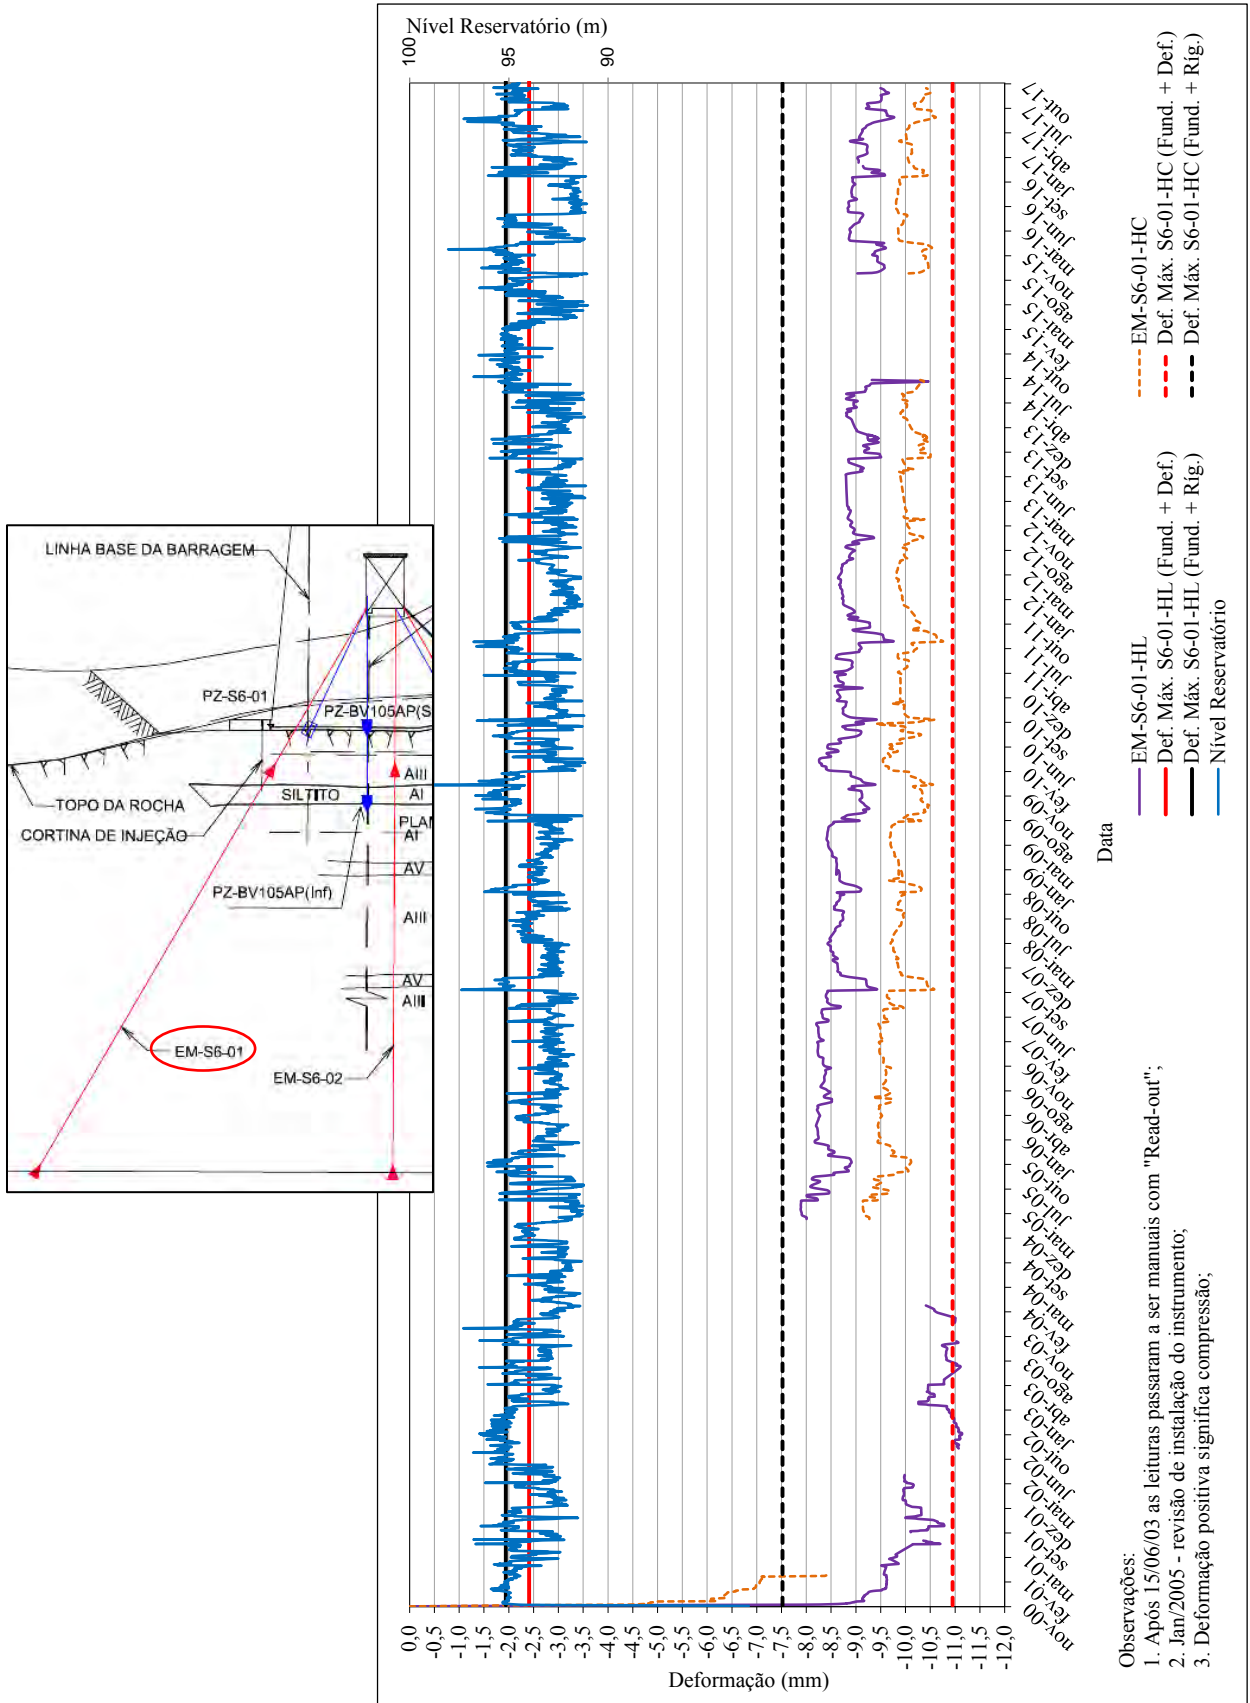 LINHA BASE DA BARRAGEM
PZ-S6-01
PZ-BV105AP(S
AIII
SILTITO
AI
TOPO DA ROCHA
PLAN
CORTINA DE INJEÇÃO
AI
AV
PZ-BV105AP(Inf)
AIII
AV
AIII
EM-S6-01
EM-S6-02
Nível Reservatório (m)
100
95
90
Deformação (mm)
0,0
-0,5
-1,0
-1,5
-2,0
-2,5
-3,0
-3,5
-4,0
-4,5
-5,0
-5,5
-6,0
-6,5
-7,0
-7,5
-8,0
-8,5
-9,0
-9,5
-10,0
-10,5
-11,0
-11,5
-12,0
nov-00
fev-01
mai-01
set-01
dez-01
mar-02
jun-02
out-02
jan-03
abr-03
ago-03
nov-03
fev-04
mai-04
set-04
dez-04
mar-05
jul-05
out-05
jan-06
abr-06
ago-06
nov-06
fev-07
jun-07
set-07
dez-07
mar-08
jul-08
out-08
jan-09
mai-09
ago-09
nov-09
fev-10
jun-10
set-10
dez-10
abr-11
jul-11
out-11
jan-12
mai-12
ago-12
nov-12
mar-13
jun-13
set-13
dez-13
abr-14
jul-14
out-14
fev-15
mai-15
ago-15
nov-15
mar-16
jun-16
set-16
jan-17
abr-17
jul-17
out-17
Data
EM-S6-01-HL
EM-S6-01-HC
Def. Máx. S6-01-HL (Fund. + Def.)
Def. Máx. S6-01-HC (Fund. + Def.)
Def. Máx. S6-01-HL (Fund. + Ríg.)
Def. Máx. S6-01-HC (Fund. + Ríg.)
Nível Reservatório
Observações:
1. Após 15/06/03 as leituras passaram a ser manuais com "Read-out";
2. Jan/2005 - revisão de instalação do instrumento;
3. Deformação positiva significa compressão;